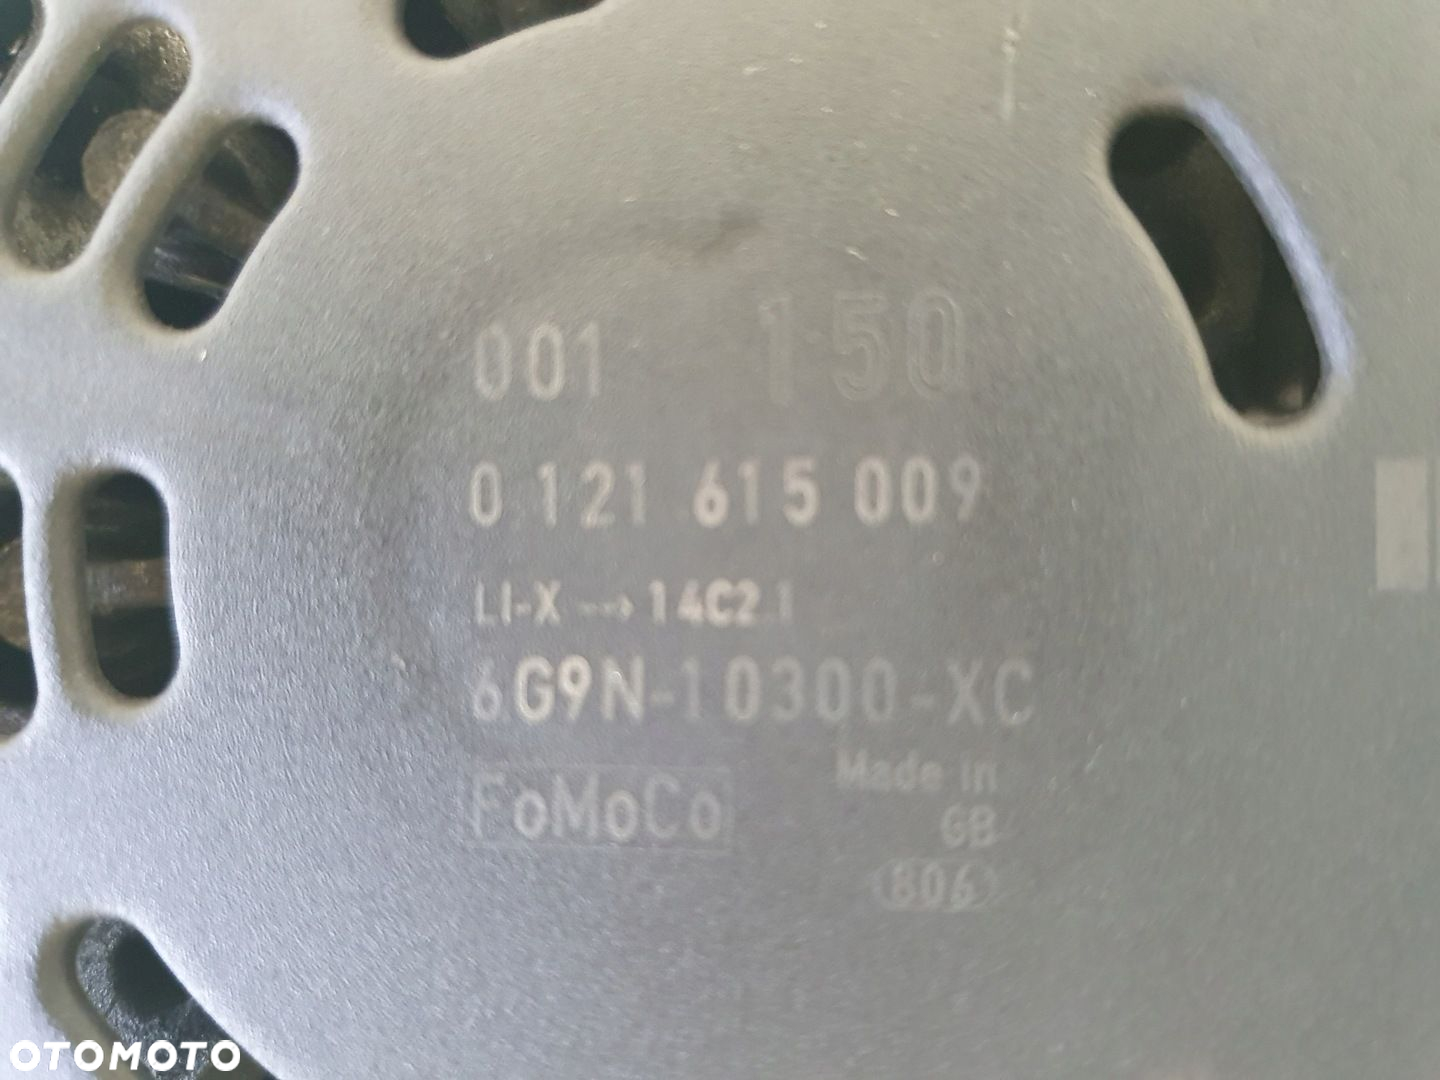 001 150
0 121 615 009
LI-X → 14C2.1
6G9N-10300-XC
FoMoCo
Made in
GB
806
OTOMOTO